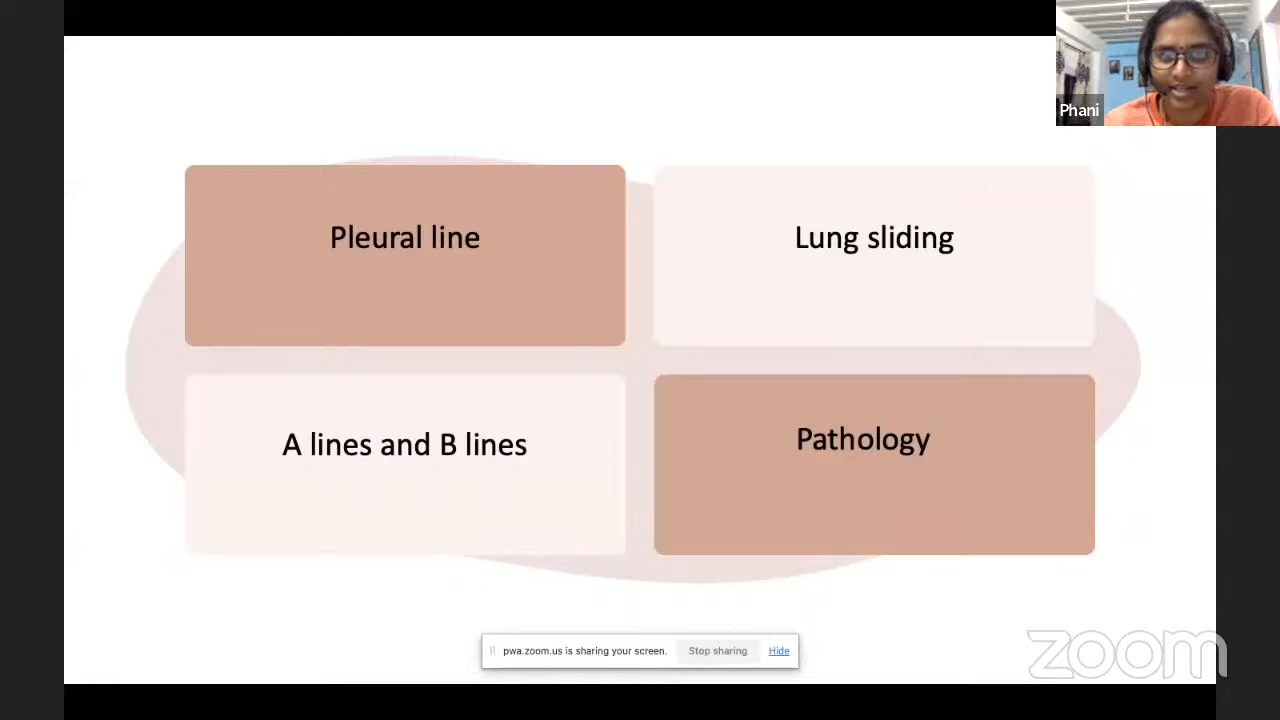 Phani
Pleural line
Lung sliding
A lines and B lines
Pathology
pwa.zoom.us is sharing your screen.
Stop sharing
Hide
zoom